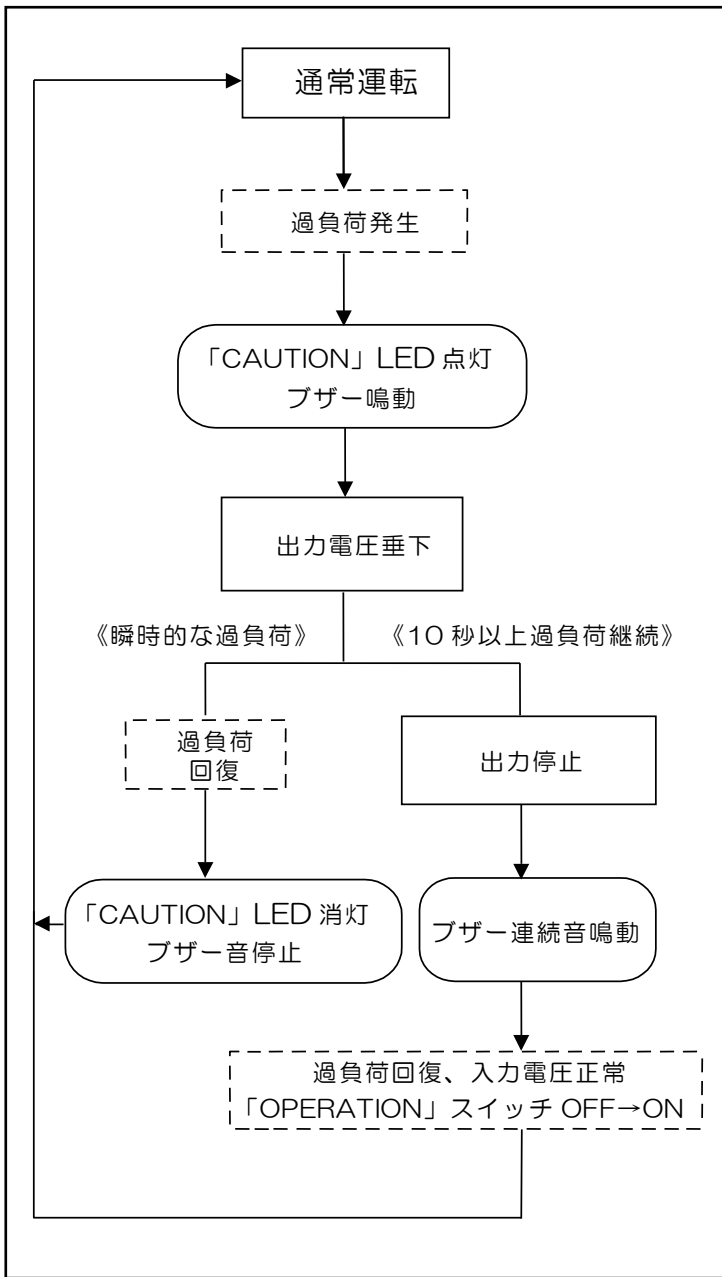 通常運転
過負荷発生
「CAUTION」LED 点灯
ブザー鳴動
出力電圧垂下
《瞬時的な過負荷》
《10 秒以上過負荷継続》
過負荷
回復
出力停止
「CAUTION」LED 消灯
ブザー音停止
ブザー連続音鳴動
過負荷回復、入力電圧正常
「OPERATION」スイッチ OFF→ON